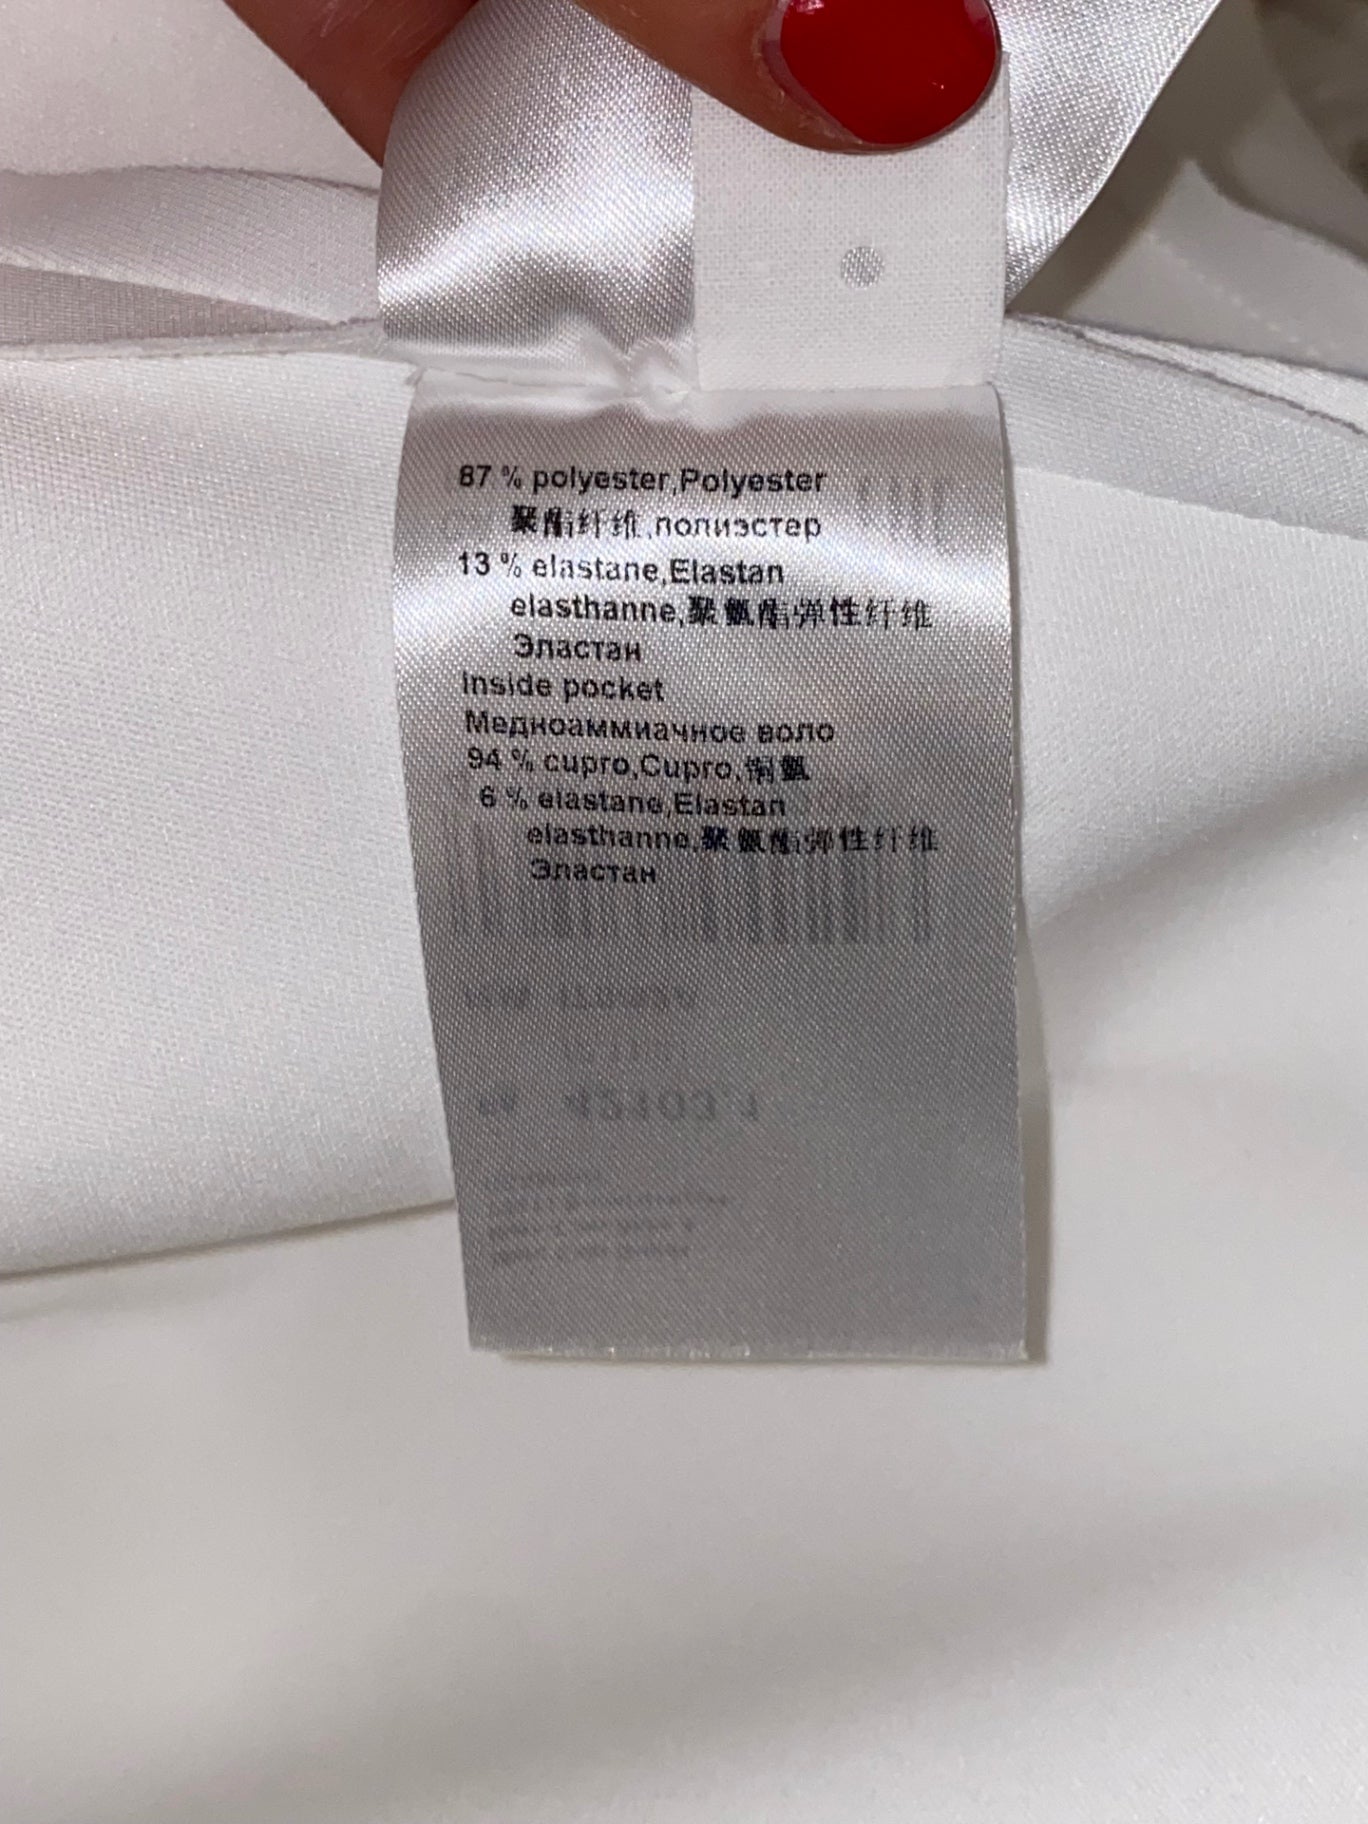 87 % polyester,Polyester
聚酯纤维,полиэстер
13 % elastane,Elastan
elasthanne,聚氨酯弹性纤维
Эластан
Inside pocket
Медноаммиачное воло
94 % cupro,Cupro,铜氨
6 % elastane,Elastan
elasthanne,聚氨酯弹性纤维
Эластан